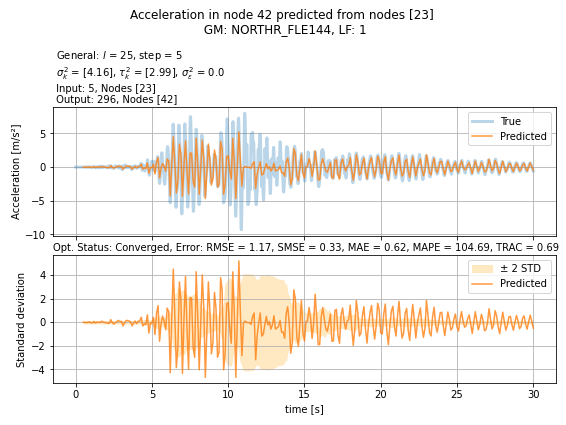 Acceleration in node 42 predicted from nodes [23]
GM: NORTHR_FLE144, LF: 1
General: l = 25, step = 5
σ²ₖ = [4.16], τ²ₖ = [2.99], σ²ₑ = 0.0
Input: 5, Nodes [23]
Output: 296, Nodes [42]
Acceleration [m/s²]
5
0
−5
−10
True
Predicted
Opt. Status: Converged, Error: RMSE = 1.17, SMSE = 0.33, MAE = 0.62, MAPE = 104.69, TRAC = 0.69
Standard deviation
4
2
0
−2
−4
± 2 STD
Predicted
0 5 10 15 20 25 30
time [s]